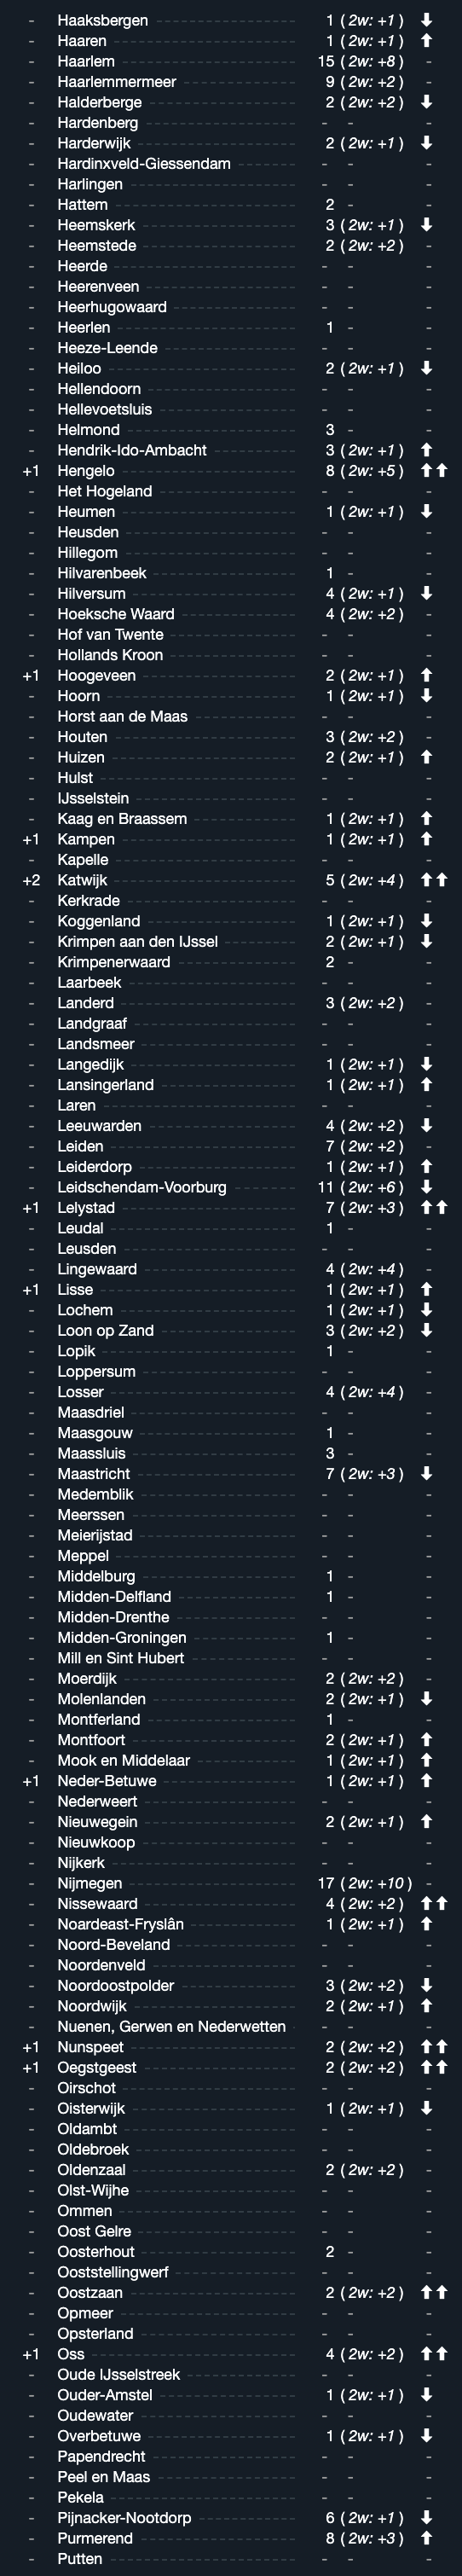 - Haaksbergen 1 ( 2w: +1 ) ⬇
- Haaren 1 ( 2w: +1 ) ⬆
- Haarlem 15 ( 2w: +8 ) -
- Haarlemmermeer 9 ( 2w: +2 ) -
- Halderberge 2 ( 2w: +2 ) ⬇
- Hardenberg - - -
- Harderwijk 2 ( 2w: +1 ) ⬇
- Hardinxveld-Giessendam - - -
- Harlingen - - -
- Hattem 2 - -
- Heemskerk 3 ( 2w: +1 ) ⬇
- Heemstede 2 ( 2w: +2 ) -
- Heerde - - -
- Heerenveen - - -
- Heerhugowaard - - -
- Heerlen 1 - -
- Heeze-Leende - - -
- Heiloo 2 ( 2w: +1 ) ⬇
- Hellendoorn - - -
- Hellevoetsluis - - -
- Helmond 3 - -
- Hendrik-Ido-Ambacht 3 ( 2w: +1 ) ⬆
+1 Hengelo 8 ( 2w: +5 ) ⬆⬆
- Het Hogeland - - -
- Heumen 1 ( 2w: +1 ) ⬇
- Heusden - - -
- Hillegom - - -
- Hilvarenbeek 1 - -
- Hilversum 4 ( 2w: +1 ) ⬇
- Hoeksche Waard 4 ( 2w: +2 ) -
- Hof van Twente - - -
- Hollands Kroon - - -
+1 Hoogeveen 2 ( 2w: +1 ) ⬆
- Hoorn 1 ( 2w: +1 ) ⬇
- Horst aan de Maas - - -
- Houten 3 ( 2w: +2 ) -
- Huizen 2 ( 2w: +1 ) ⬆
- Hulst - - -
- IJsselstein - - -
- Kaag en Braassem 1 ( 2w: +1 ) ⬆
+1 Kampen 1 ( 2w: +1 ) ⬆
- Kapelle - - -
+2 Katwijk 5 ( 2w: +4 ) ⬆⬆
- Kerkrade - - -
- Koggenland 1 ( 2w: +1 ) ⬇
- Krimpen aan den IJssel 2 ( 2w: +1 ) ⬇
- Krimpenerwaard 2 - -
- Laarbeek - - -
- Landerd 3 ( 2w: +2 ) -
- Landgraaf - - -
- Landsmeer - - -
- Langedijk 1 ( 2w: +1 ) ⬇
- Lansingerland 1 ( 2w: +1 ) ⬆
- Laren - - -
- Leeuwarden 4 ( 2w: +2 ) ⬇
- Leiden 7 ( 2w: +2 ) -
- Leiderdorp 1 ( 2w: +1 ) ⬆
- Leidschendam-Voorburg 11 ( 2w: +6 ) ⬇
+1 Lelystad 7 ( 2w: +3 ) ⬆⬆
- Leudal 1 - -
- Leusden - - -
- Lingewaard 4 ( 2w: +4 ) -
+1 Lisse 1 ( 2w: +1 ) ⬆
- Lochem 1 ( 2w: +1 ) ⬇
- Loon op Zand 3 ( 2w: +2 ) ⬇
- Lopik 1 - -
- Loppersum - - -
- Losser 4 ( 2w: +4 ) -
- Maasdriel - - -
- Maasgouw 1 - -
- Maassluis 3 - -
- Maastricht 7 ( 2w: +3 ) ⬇
- Medemblik - - -
- Meerssen - - -
- Meierijstad - - -
- Meppel - - -
- Middelburg 1 - -
- Midden-Delfland 1 - -
- Midden-Drenthe - - -
- Midden-Groningen 1 - -
- Mill en Sint Hubert - - -
- Moerdijk 2 ( 2w: +2 ) -
- Molenlanden 2 ( 2w: +1 ) ⬇
- Montferland 1 - -
- Montfoort 2 ( 2w: +1 ) ⬆
- Mook en Middelaar 1 ( 2w: +1 ) ⬆
+1 Neder-Betuwe 1 ( 2w: +1 ) ⬆
- Nederweert - - -
- Nieuwegein 2 ( 2w: +1 ) ⬆
- Nieuwkoop - - -
- Nijkerk - - -
- Nijmegen 17 ( 2w: +10 ) -
- Nissewaard 4 ( 2w: +2 ) ⬆⬆
- Noardeast-Fryslân 1 ( 2w: +1 ) ⬆
- Noord-Beveland - - -
- Noordenveld - - -
- Noordoostpolder 3 ( 2w: +2 ) ⬇
- Noordwijk 2 ( 2w: +1 ) ⬆
- Nuenen, Gerwen en Nederwetten - - -
+1 Nunspeet 2 ( 2w: +2 ) ⬆⬆
+1 Oegstgeest 2 ( 2w: +2 ) ⬆⬆
- Oirschot - - -
- Oisterwijk 1 ( 2w: +1 ) ⬇
- Oldambt - - -
- Oldebroek - - -
- Oldenzaal 2 ( 2w: +2 ) -
- Olst-Wijhe - - -
- Ommen - - -
- Oost Gelre - - -
- Oosterhout 2 - -
- Ooststellingwerf - - -
- Oostzaan 2 ( 2w: +2 ) ⬆⬆
- Opmeer - - -
- Opsterland - - -
+1 Oss 4 ( 2w: +2 ) ⬆⬆
- Oude IJsselstreek - - -
- Ouder-Amstel 1 ( 2w: +1 ) ⬇
- Oudewater - - -
- Overbetuwe 1 ( 2w: +1 ) ⬇
- Papendrecht - - -
- Peel en Maas - - -
- Pekela - - -
- Pijnacker-Nootdorp 6 ( 2w: +1 ) ⬇
- Purmerend 8 ( 2w: +3 ) ⬆
- Putten - - -